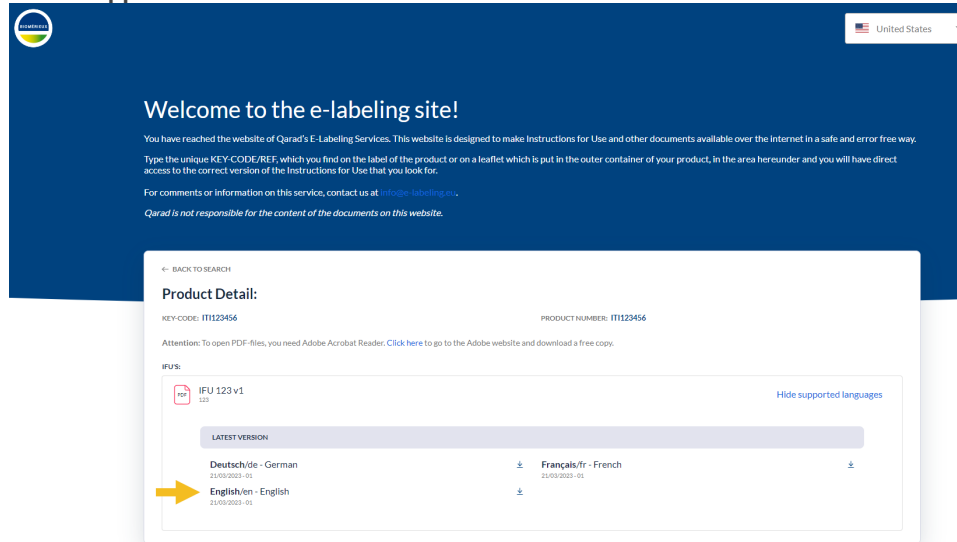 BIOMÉRIEUX
United States
Welcome to the e-labeling site!
You have reached the website of Qarad's E-Labeling Services. This website is designed to make Instructions for Use and other documents available over the internet in a safe and error free way.
Type the unique KEY-CODE/REF, which you find on the label of the product or on a leaflet which is put in the outer container of your product, in the area hereunder and you will have direct
access to the correct version of the Instructions for Use that you look for.
For comments or information on this service, contact us at info@e-labeling.eu.
Qarad is not responsible for the content of the documents on this website.
← BACK TO SEARCH
Product Detail:
KEY-CODE: ITI123456 PRODUCT NUMBER: ITI123456
Attention: To open PDF-files, you need Adobe Acrobat Reader. Click here to go to the Adobe website and download a free copy.
IFU'S:
PDF
IFU 123 v1
123
Hide supported languages
LATEST VERSION
Deutsch/de - German
21/03/2023 - 01
Français/fr - French
21/03/2023 - 01
English/en - English
21/03/2023 - 01